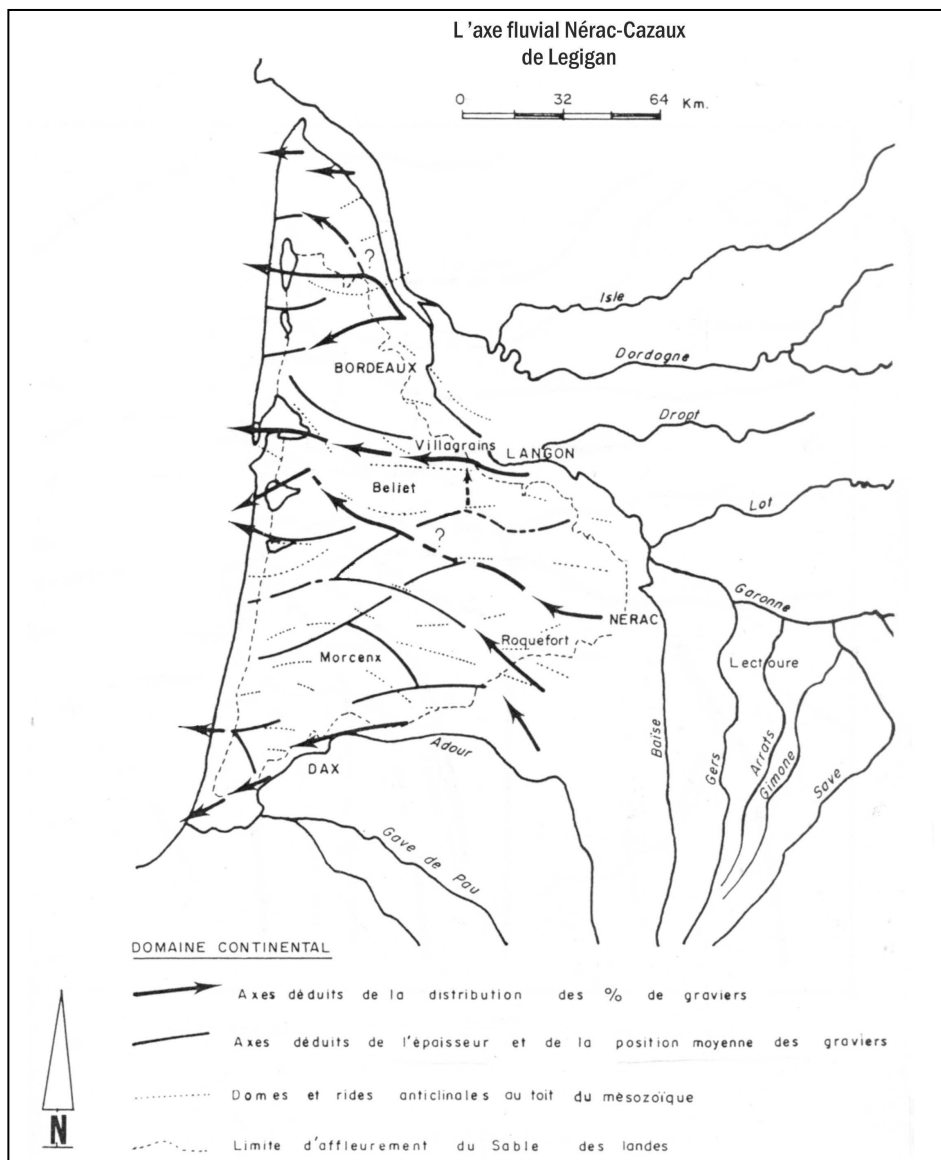 L'axe fluvial Nérac-Cazaux
de Legigan
0 32 64 Km.
?
Isle
Dordogne
BORDEAUX
Dropt
Villagrains
LANGON
Beliet
Lot
?
Garonne
NÉRAC
Roquefort
Lectoure
Morcenx
Baïse
Gers
Arrats
Gimone
Save
Adour
DAX
Gave de Pau
DOMAINE CONTINENTAL
Axes déduits de la distribution des % de graviers
Axes déduits de l'épaisseur et de la position moyenne des graviers
Domes et rides anticlinales au toit du mésozoïque
Limite d'affleurement du Sable des landes
N